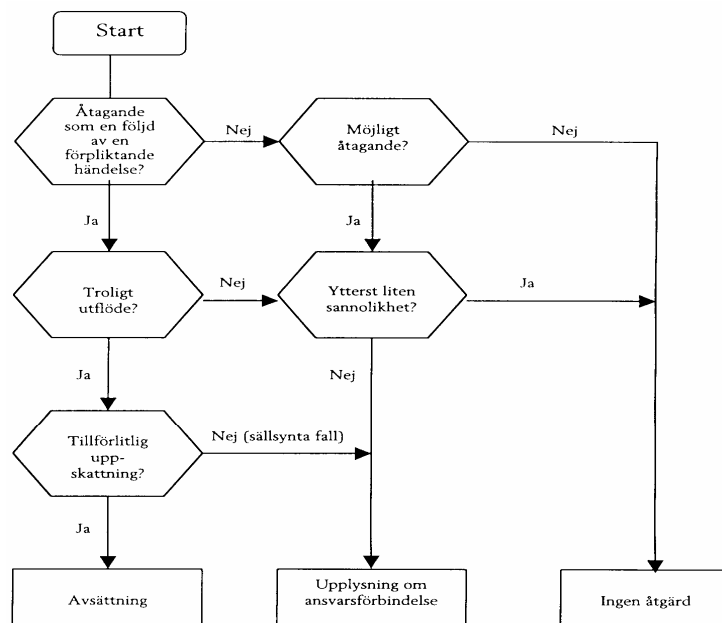 Start
Åtagande
som en följd
av en
förpliktande
händelse?
Nej
Möjligt
åtagande?
Nej
Ja
Ja
Troligt
utflöde?
Nej
Ytterst liten
sannolikhet?
Ja
Ja
Nej
Tillförlitlig
upp-
skattning?
Nej (sällsynta fall)
Ja
Avsättning
Upplysning om
ansvarsförbindelse
Ingen åtgärd